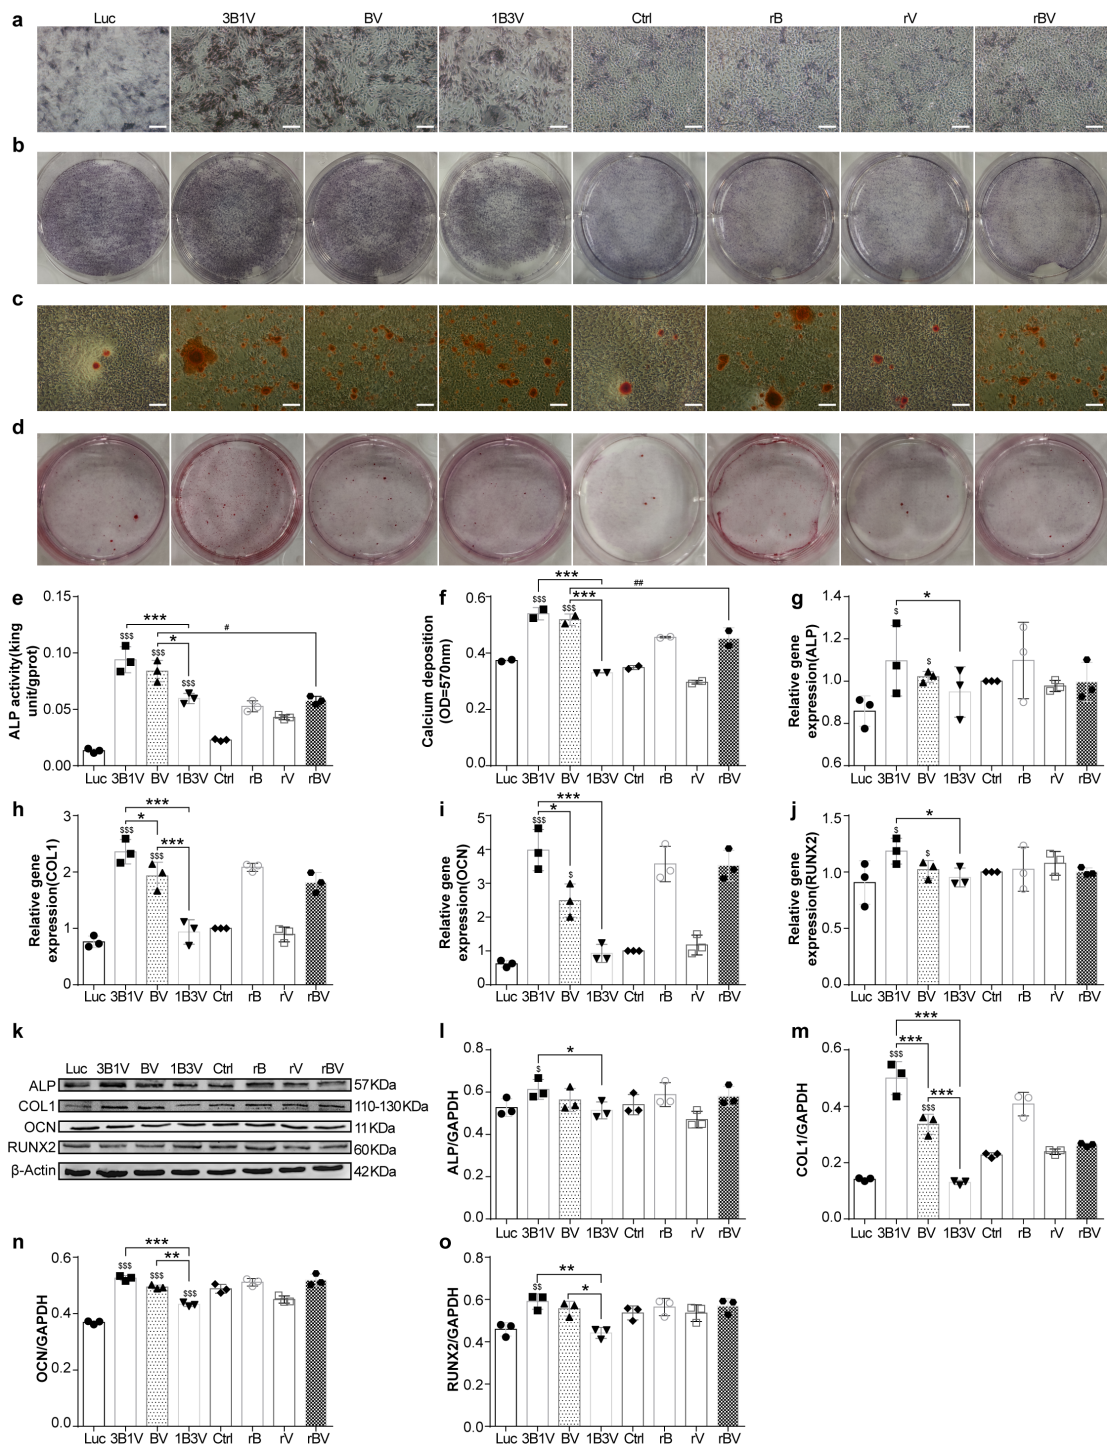 a Luc 3B1V BV 1B3V Ctrl rB rV rBV
b
c
d
e
ALP activity(king unit/gprot)
0.15
0.10
0.05
0.00
$$$ $$$ $$$ *** * #
Luc 3B1V BV 1B3V Ctrl rB rV rBV
f
Calcium deposition (OD=570nm)
0.6
0.4
0.2
0.0
$$$ $$$ *** *** ##
Luc 3B1V BV 1B3V Ctrl rB rV rBV
g
Relative gene expression(ALP)
1.4
1.2
1.0
0.8
0.6
$ $ *
Luc 3B1V BV 1B3V Ctrl rB rV rBV
h
Relative gene expression(COL1)
3
2
1
0
$$$ $$$ *** * ***
Luc 3B1V BV 1B3V Ctrl rB rV rBV
i
Relative gene expression(OCN)
6
5
4
3
2
1
0
$$$ $ *** *
Luc 3B1V BV 1B3V Ctrl rB rV rBV
j
Relative gene expression(RUNX2)
1.5
1.0
0.5
0.0
$ $ *
Luc 3B1V BV 1B3V Ctrl rB rV rBV
k
Luc 3B1V BV 1B3V Ctrl rB rV rBV
ALP 57KDa
COL1 110-130KDa
OCN 11KDa
RUNX2 60KDa
β-Actin 42KDa
l
ALP/GAPDH
0.8
0.6
0.4
0.2
0.0
$ *
Luc 3B1V BV 1B3V Ctrl rB rV rBV
m
COL1/GAPDH
0.6
0.4
0.2
0
$$$ $$$ *** *** ***
Luc 3B1V BV 1B3V Ctrl rB rV rBV
n
OCN/GAPDH
0.6
0.4
0.2
0.0
$$$ $$$ $$$ *** **
Luc 3B1V BV 1B3V Ctrl rB rV rBV
o
RUNX2/GAPDH
0.8
0.6
0.4
0.2
0.0
$$ ** *
Luc 3B1V BV 1B3V Ctrl rB rV rBV